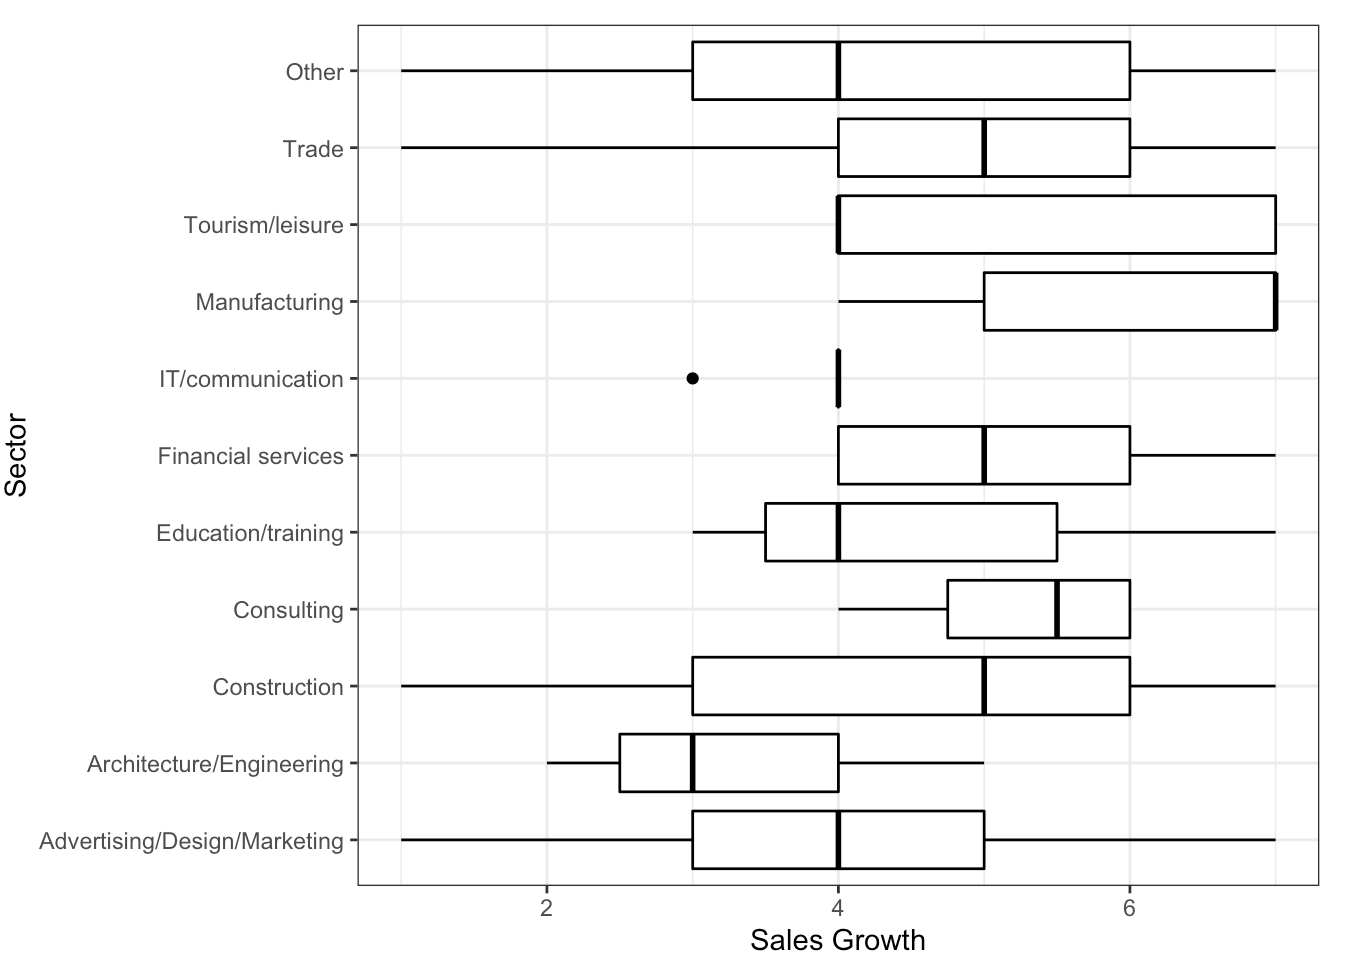 Other
Trade
Tourism/leisure
Manufacturing
IT/communication
Financial services
Education/training
Consulting
Construction
Architecture/Engineering
Advertising/Design/Marketing
Sector
2 4 6
Sales Growth